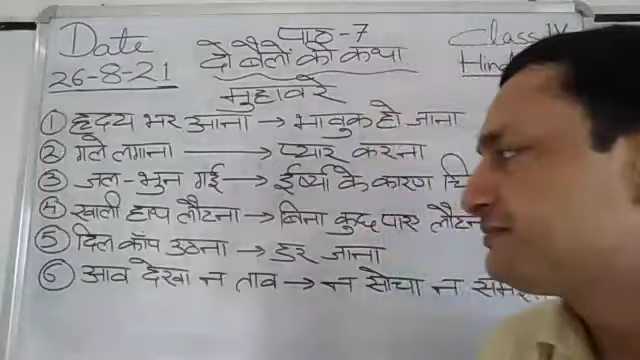 Date
26-8-21
पाठ-7
दो बैलों की कथा
Class IV
मुहावरे
① हृदय भर आना → भावुक हो जाना
② गले लगाना → प्यार करना
③ जल-भुन गई → ईर्ष्या के कारण
④ खाली हाथ लौटना → बिना कुछ पाए
⑤ दिल काँप उठना → डर जाना
⑥ आव देखा न ताव → न सोचा न